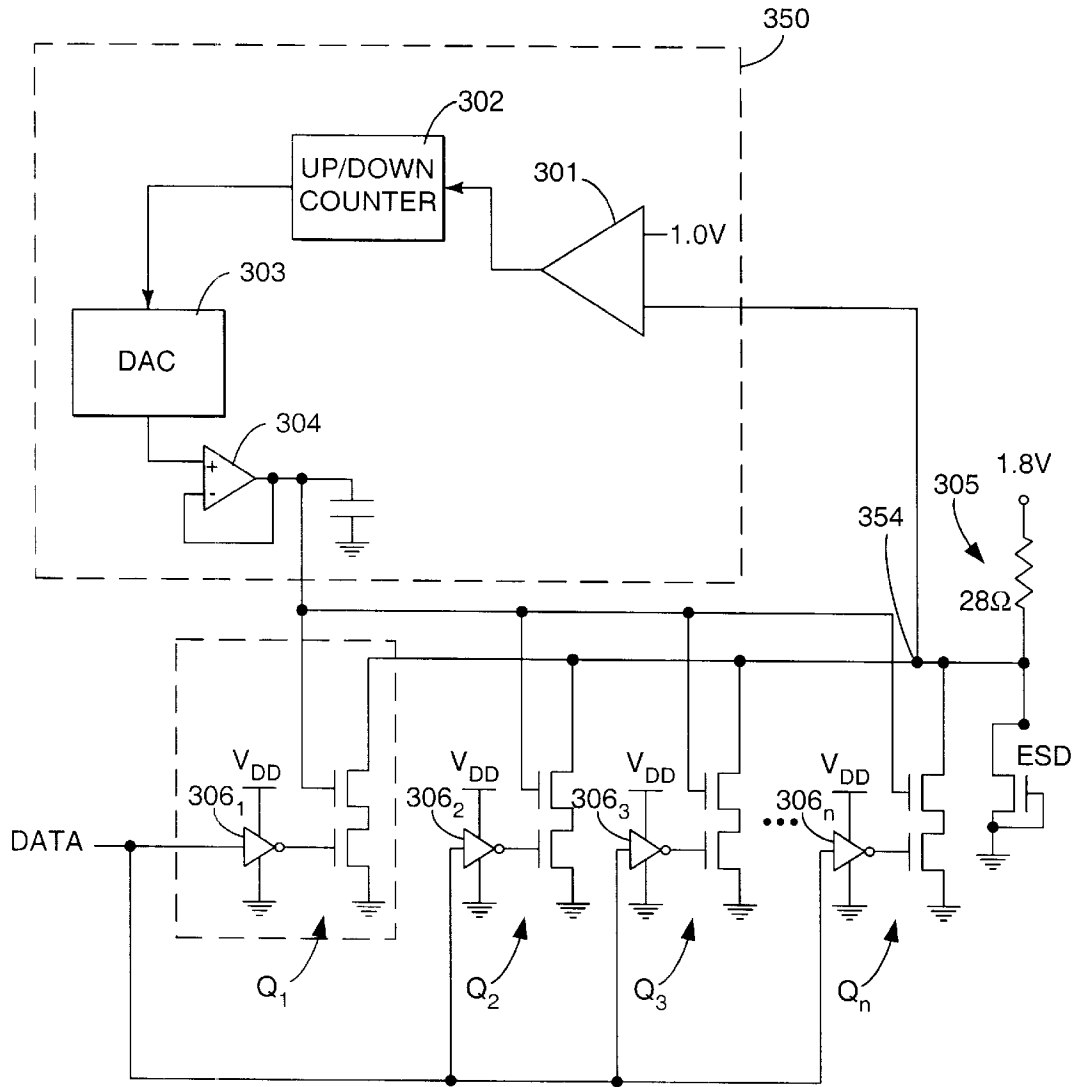 350
302
UP/DOWN
COUNTER
301
1.0V
303
DAC
304
+
-
1.8V
305
354
28Ω
V_DD
V_DD
V_DD
V_DD
ESD
306_1
306_2
306_3
306_n
DATA
Q_1
Q_2
Q_3
Q_n